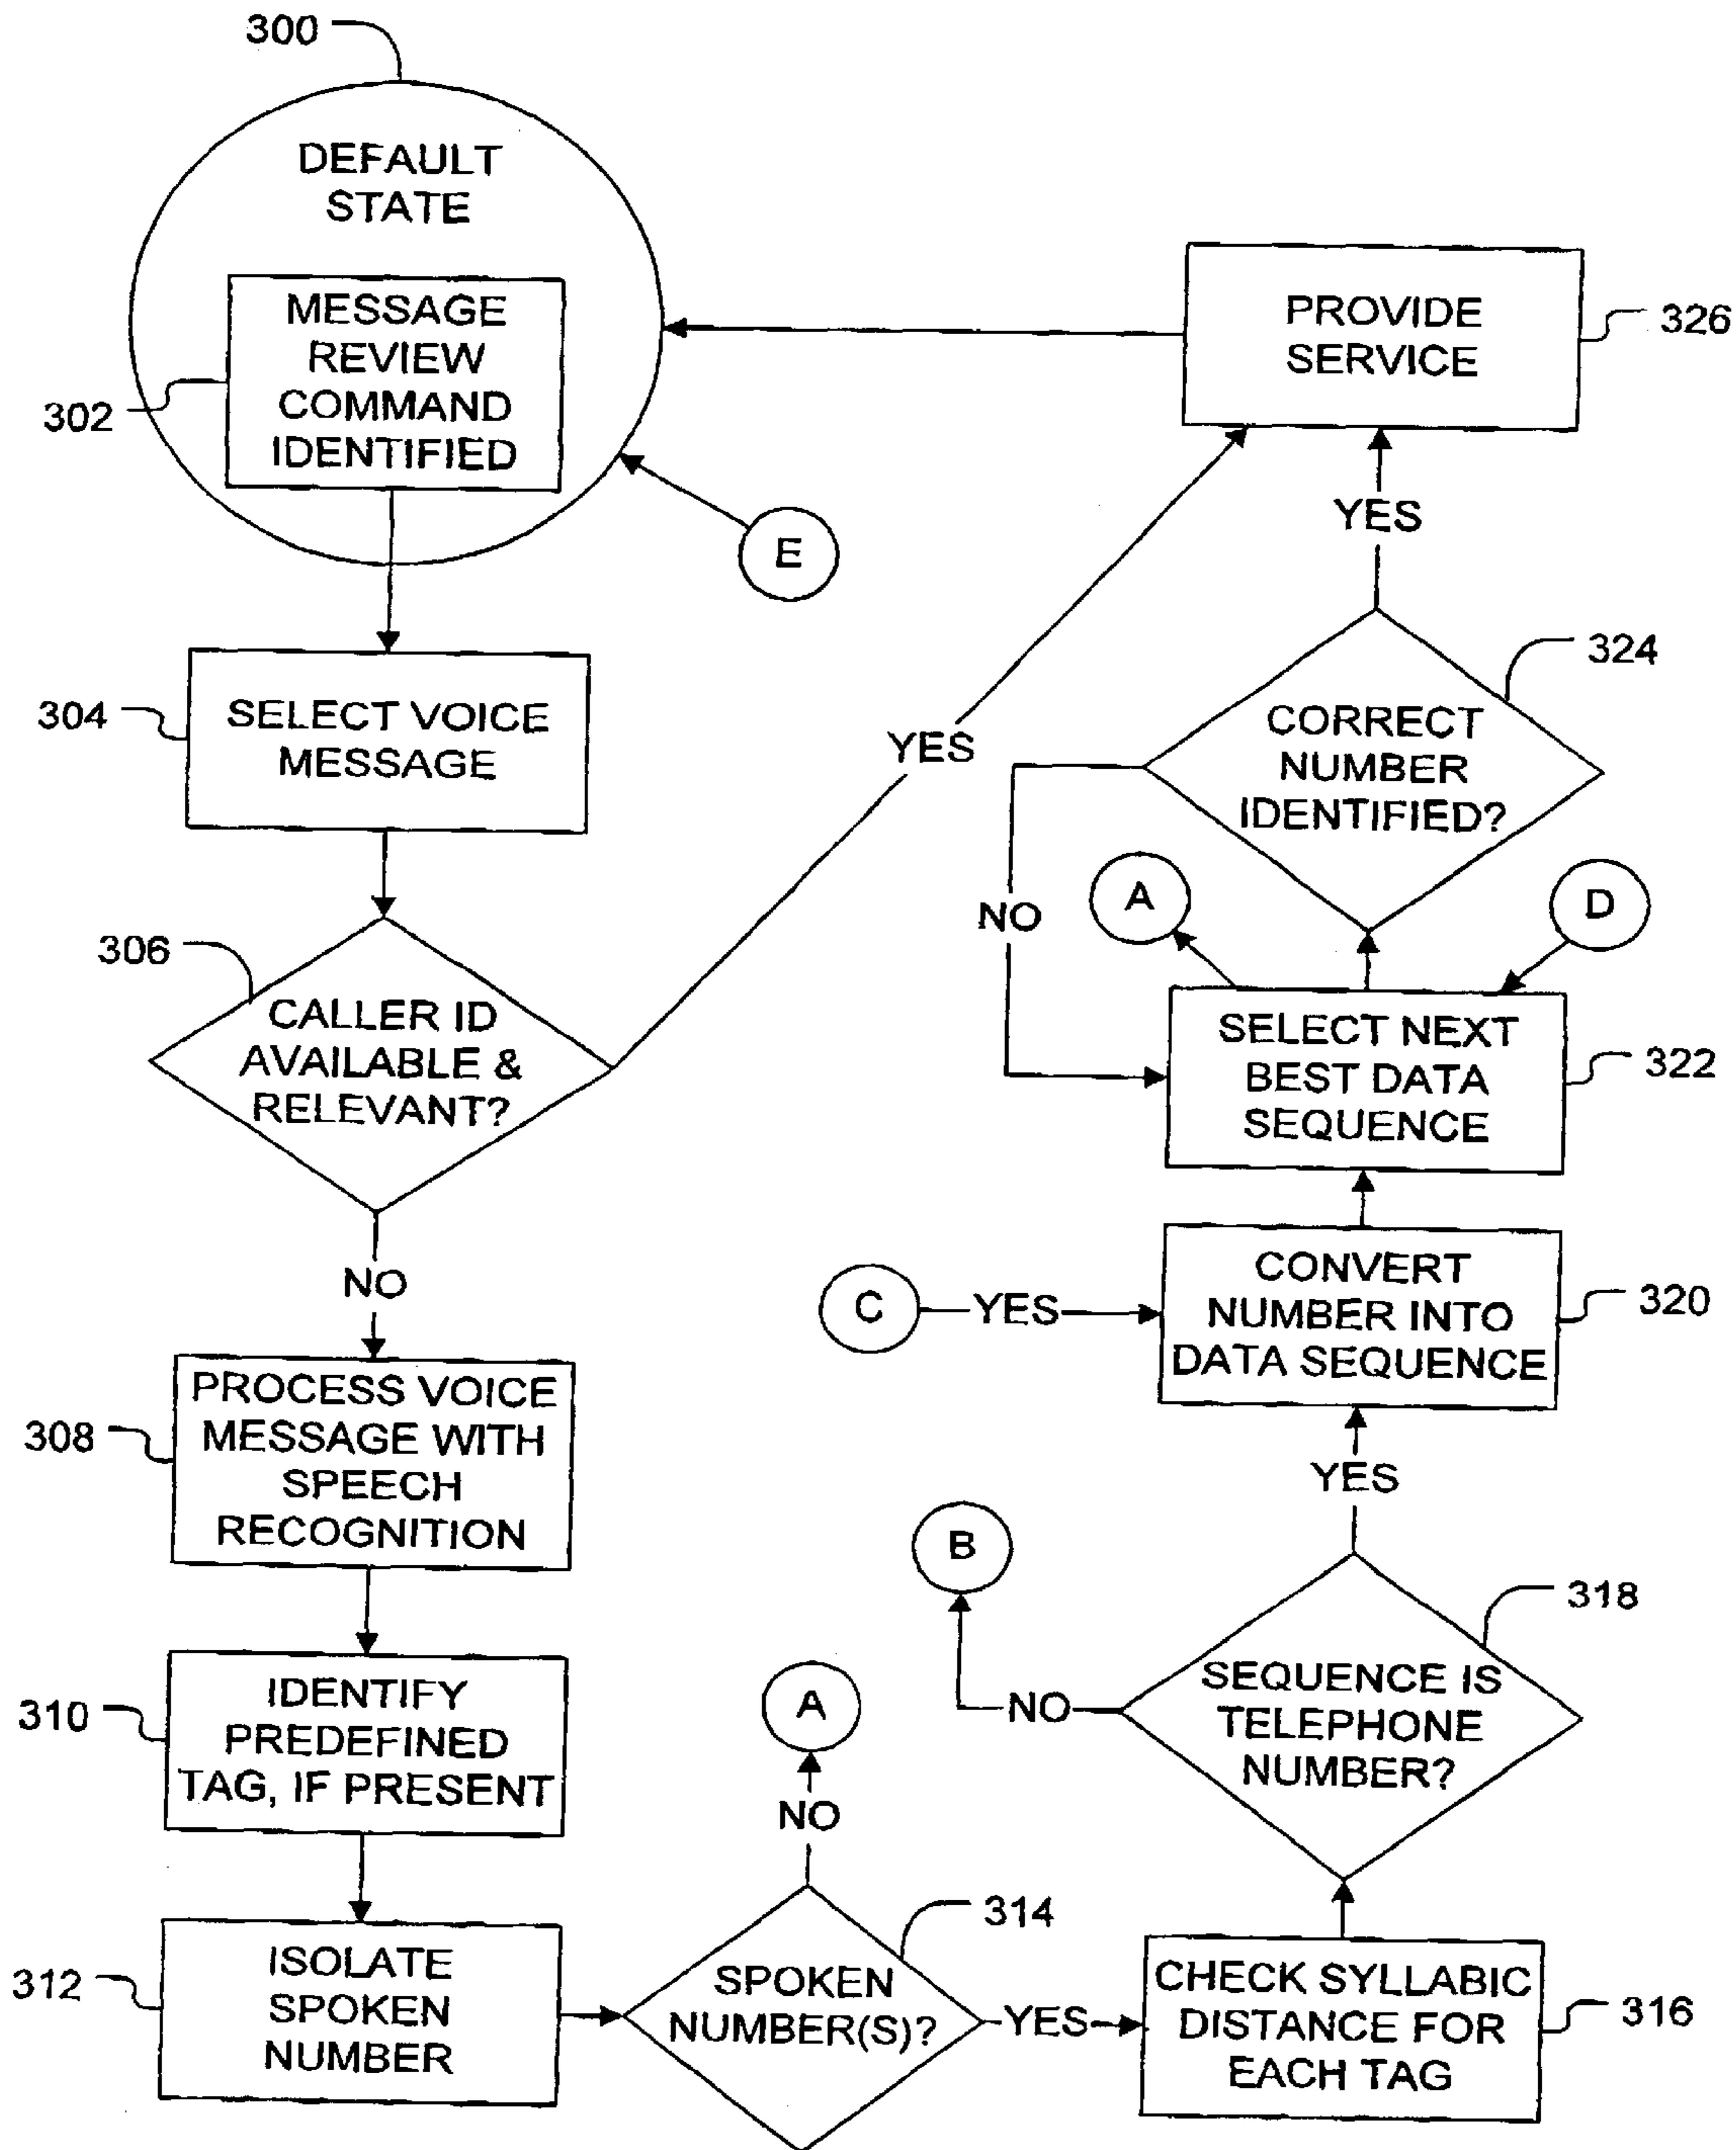 300
DEFAULT
STATE
302
MESSAGE
REVIEW
COMMAND
IDENTIFIED
E
304
SELECT VOICE
MESSAGE
306
CALLER ID
AVAILABLE &
RELEVANT?
YES
NO
308
PROCESS VOICE
MESSAGE WITH
SPEECH
RECOGNITION
310
IDENTIFY
PREDEFINED
TAG, IF PRESENT
312
ISOLATE
SPOKEN
NUMBER
314
SPOKEN
NUMBER(S)?
NO
A
YES
316
CHECK SYLLABIC
DISTANCE FOR
EACH TAG
318
SEQUENCE IS
TELEPHONE
NUMBER?
NO
B
YES
320
CONVERT
NUMBER INTO
DATA SEQUENCE
C
YES
322
SELECT NEXT
BEST DATA
SEQUENCE
A
D
324
CORRECT
NUMBER
IDENTIFIED?
NO
YES
326
PROVIDE
SERVICE